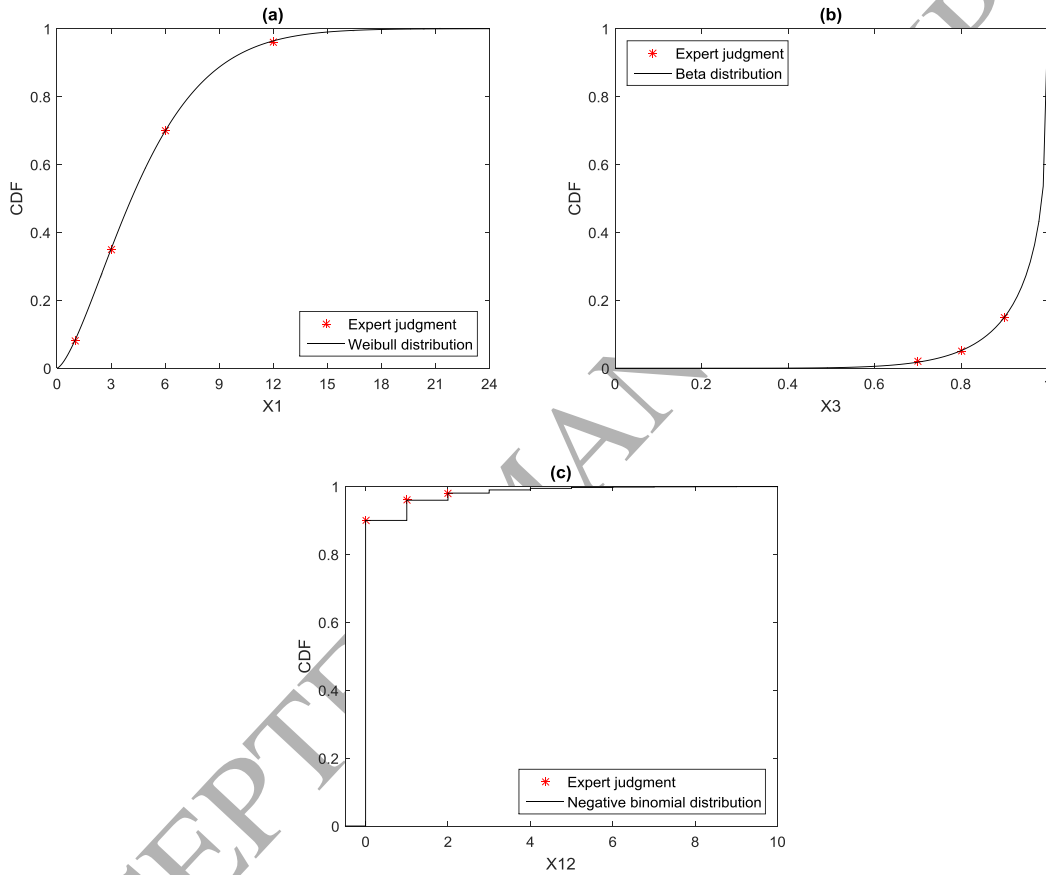 (a)
1
0.8
0.6
0.4
0.2
0
CDF
0 3 6 9 12 15 18 21 24
X1
Expert judgment
Weibull distribution
(b)
1
0.8
0.6
0.4
0.2
0
CDF
0 0.2 0.4 0.6 0.8 1
X3
Expert judgment
Beta distribution
(c)
1
0.8
0.6
0.4
0.2
0
CDF
0 2 4 6 8 10
X12
Expert judgment
Negative binomial distribution